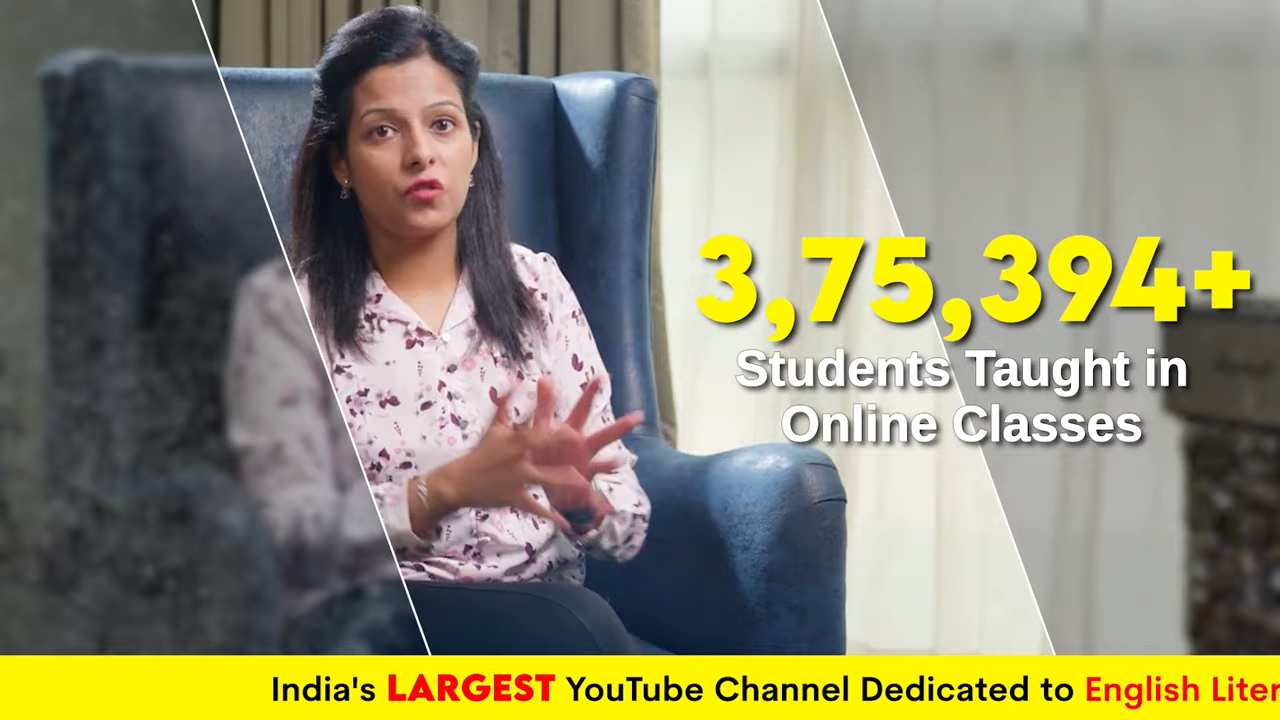 3,75,394+
Students Taught in
Online Classes
India's LARGEST YouTube Channel Dedicated to English Liter